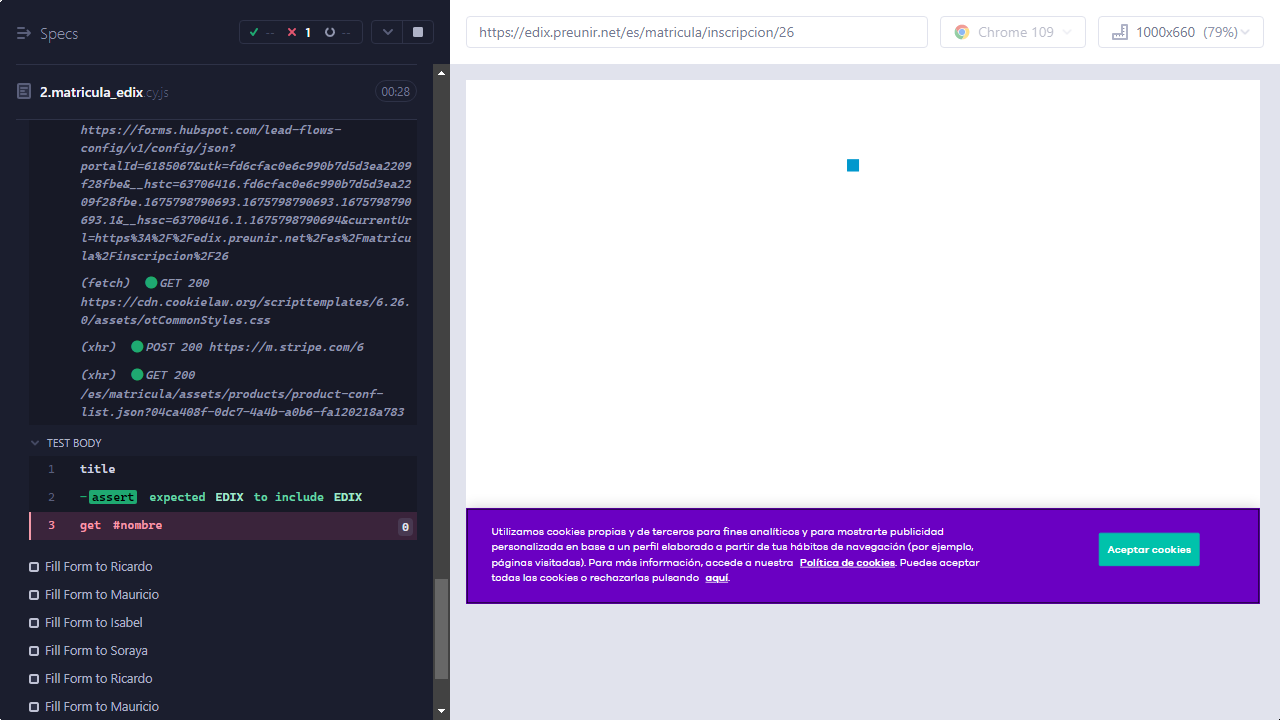 Specs
-- 1 --
2.matricula_edix.cy.js 00:28
https://forms.hubspot.com/lead-flows-
config/v1/config/json?
portalId=6185067&utk=fd6cfac0e6c990b7d5d3ea2209
f28fbe&__hstc=63706416.fd6cfac0e6c990b7d5d3ea22
09f28fbe.1675798790693.1675798790693.1675798790
693.1&__hssc=63706416.1.1675798790694&currentUr
l=https%3A%2F%2Fedix.preunir.net%2Fes%2Fmatricu
la%2Finscripcion%2F26
(fetch) GET 200
https://cdn.cookielaw.org/scripttemplates/6.26.
0/assets/otCommonStyles.css
(xhr) POST 200 https://m.stripe.com/6
(xhr) GET 200
/es/matricula/assets/products/product-conf-
list.json?04ca408f-0dc7-4a4b-a0b6-fa120218a783
TEST BODY
1 title
2 -assert expected EDIX to include EDIX
3 get #nombre 0
Fill Form to Ricardo
Fill Form to Mauricio
Fill Form to Isabel
Fill Form to Soraya
Fill Form to Ricardo
Fill Form to Mauricio
https://edix.preunir.net/es/matricula/inscripcion/26
Chrome 109
1000x660 (79%)
Utilizamos cookies propias y de terceros para fines analíticos y para mostrarte publicidad
personalizada en base a un perfil elaborado a partir de tus hábitos de navegación (por ejemplo,
páginas visitadas). Para más información, accede a nuestra Política de cookies. Puedes aceptar
todas las cookies o rechazarlas pulsando aquí.
Aceptar cookies